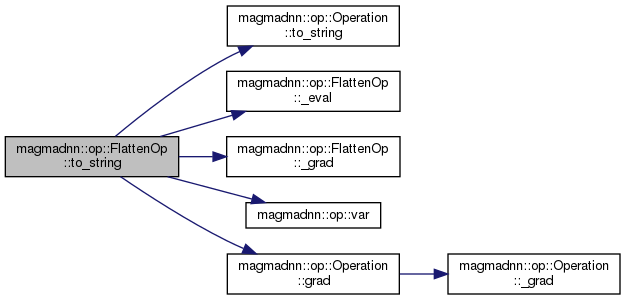 magmadnn::op::Operation
::to_string
magmadnn::op::FlattenOp
::_eval
magmadnn::op::FlattenOp
::to_string
magmadnn::op::FlattenOp
::_grad
magmadnn::op::var
magmadnn::op::Operation
::grad
magmadnn::op::Operation
::_grad